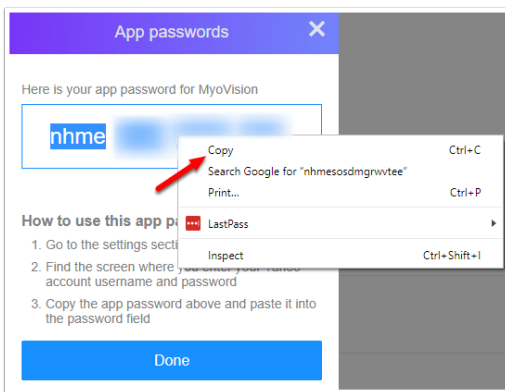 App passwords
Here is your app password for MyoVision
nhme
Copy Ctrl+C
Search Google for "nhmesosdmgrwvtee"
Print... Ctrl+P
LastPass
Inspect Ctrl+Shift+I
How to use this app pa
1. Go to the settings secti
2. Find the screen where you enter your Yahoo
account username and password
3. Copy the app password above and paste it into
the password field
Done